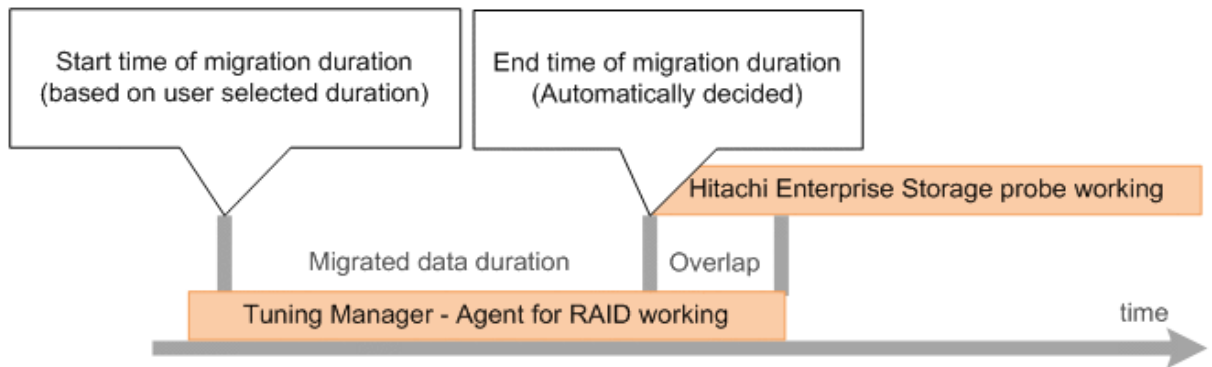 Start time of migration duration
(based on user selected duration)
End time of migration duration
(Automatically decided)
Hitachi Enterprise Storage probe working
Migrated data duration
Overlap
Tuning Manager - Agent for RAID working
time